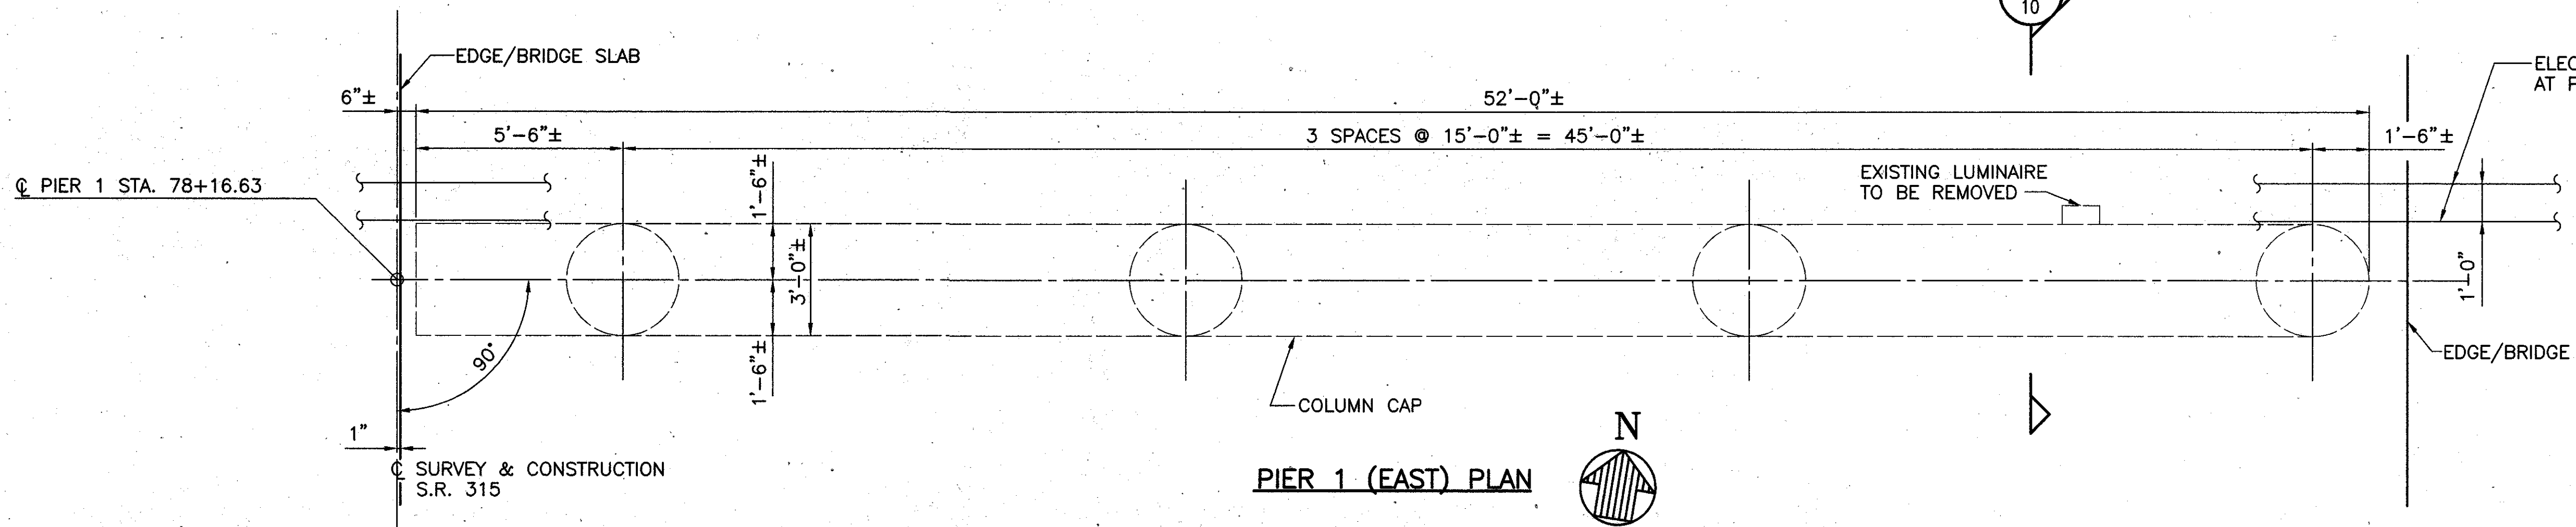 10
EDGE/BRIDGE SLAB
ELEC
AT P
6"±
52'-0"±
5'-6"±
3 SPACES @ 15'-0"± = 45'-0"±
1'-6"±
℄ PIER 1 STA. 78+16.63
1'-6"±
EXISTING LUMINAIRE
TO BE REMOVED
3'-0"±
1'-0"
90°
1'-6"±
EDGE/BRIDGE
COLUMN CAP
1"
N
℄ SURVEY & CONSTRUCTION
S.R. 315
PIER 1 (EAST) PLAN